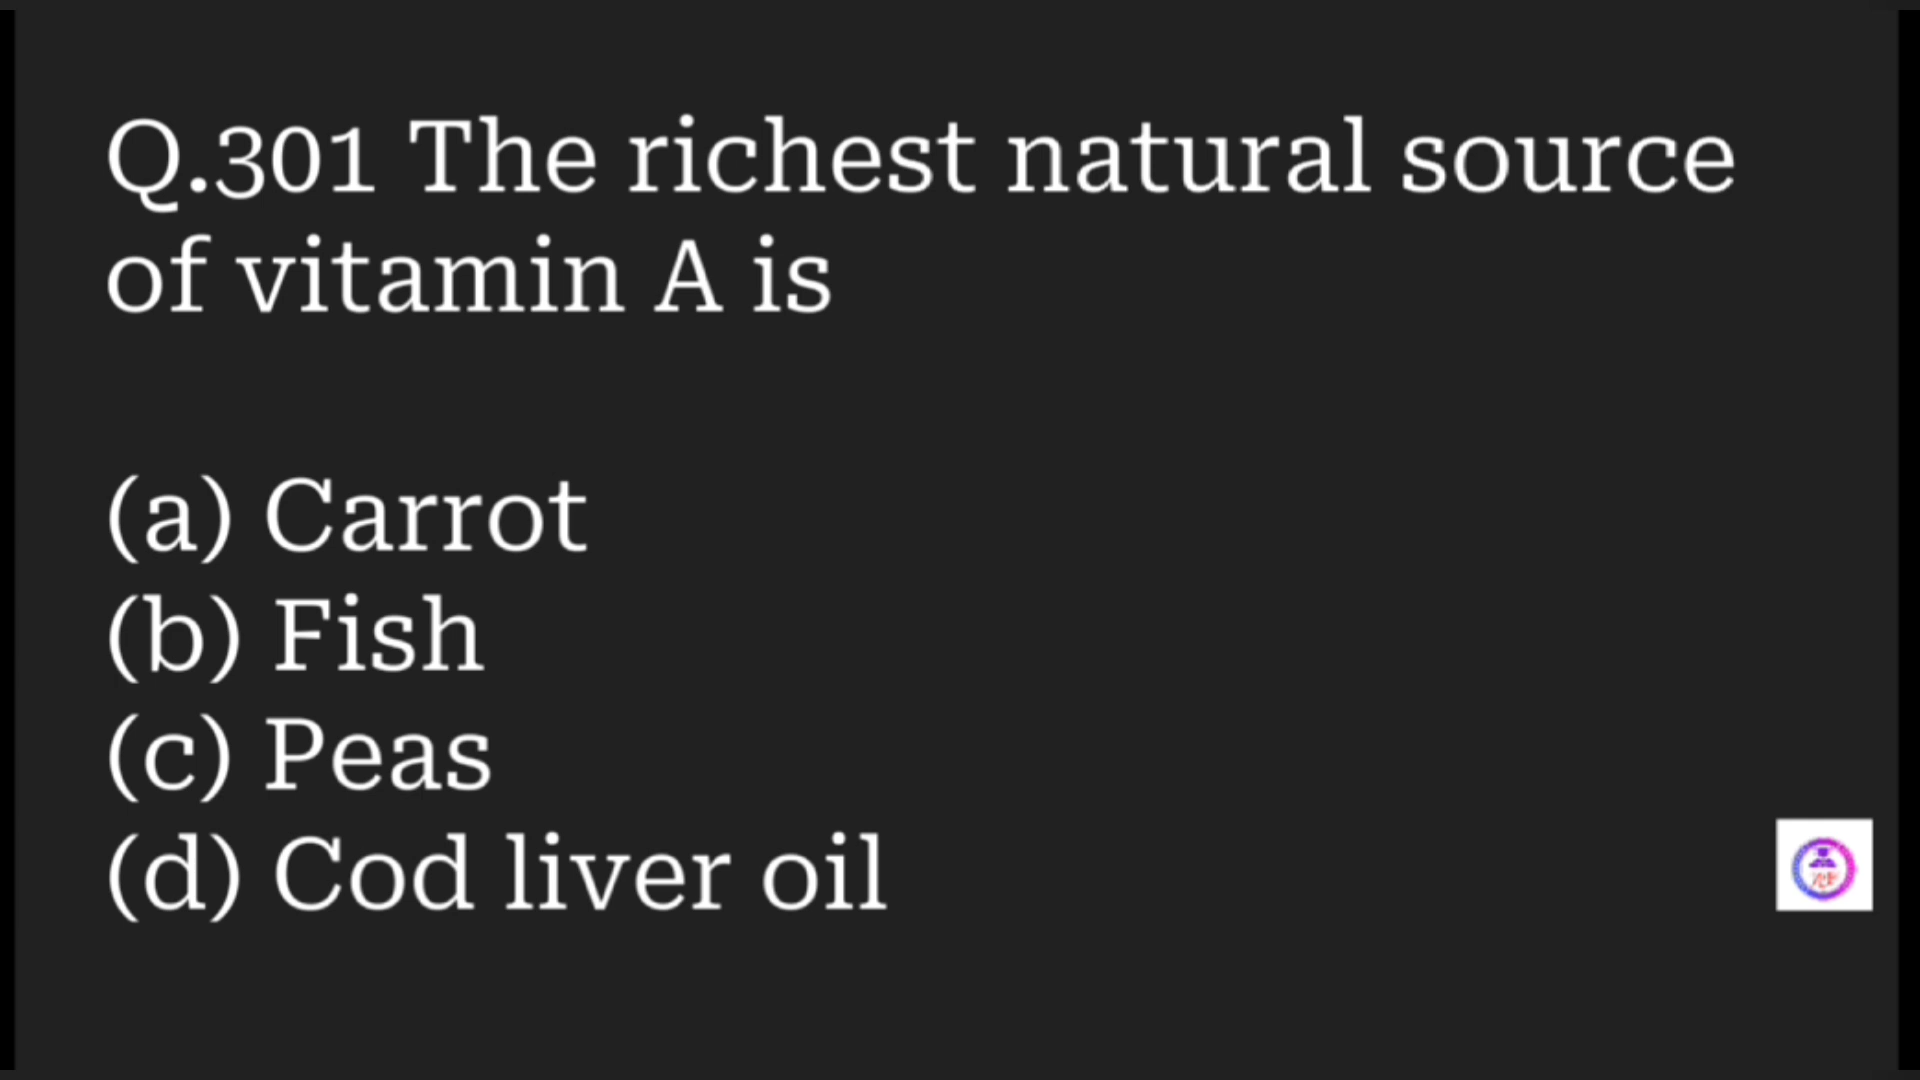 Q.301 The richest natural source
of vitamin A is
(a) Carrot
(b) Fish
(c) Peas
(d) Cod liver oil